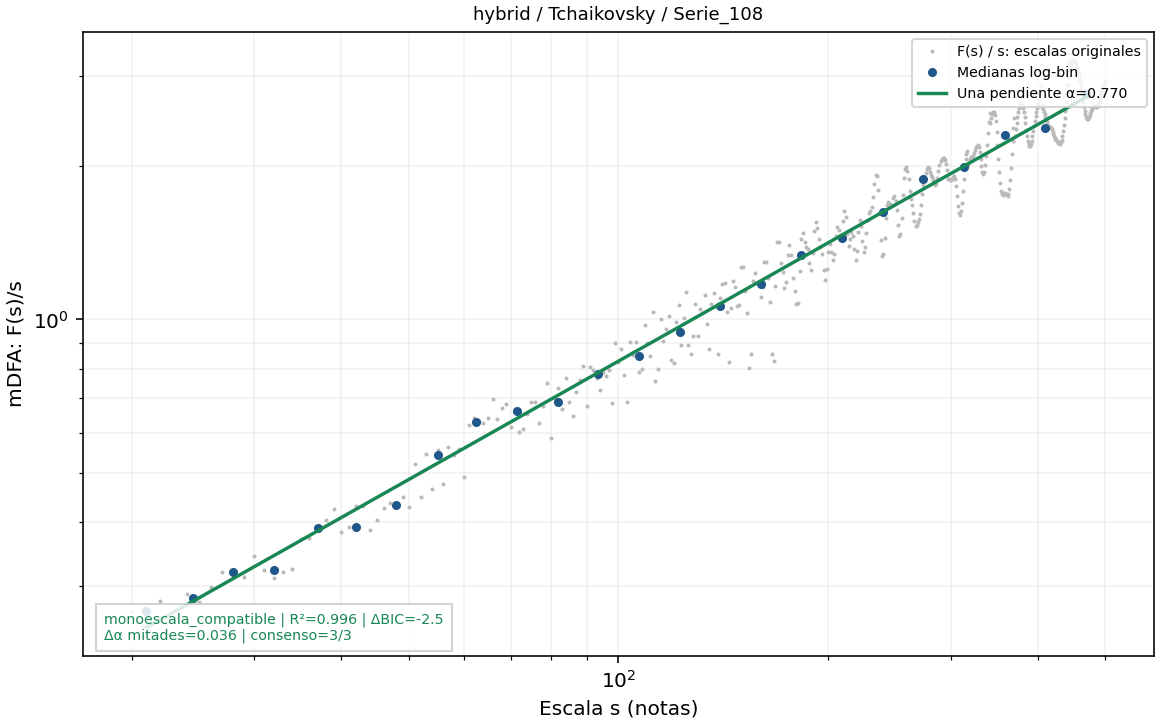 hybrid / Tchaikovsky / Serie_108
F(s) / s: escalas originales
Medianas log-bin
Una pendiente α=0.770
10⁰
mDFA: F(s)/s
monoescala_compatible | R²=0.996 | ΔBIC=-2.5
Δα mitades=0.036 | consenso=3/3
10²
Escala s (notas)